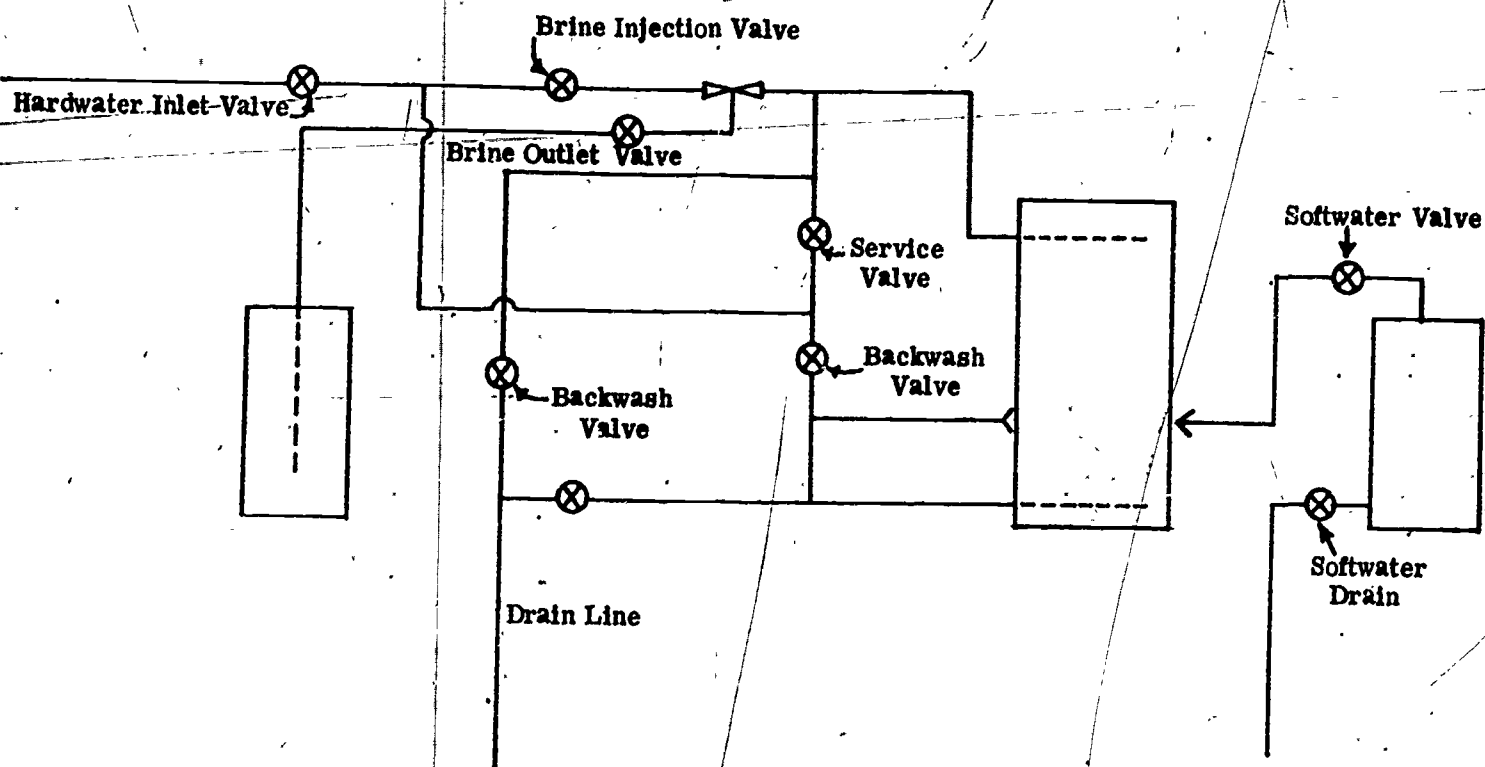 Brine Injection Valve
Hardwater Inlet Valve
Brine Outlet Valve
Softwater Valve
Service
Valve
Backwash
Valve
Backwash
Valve
Softwater
Drain
Drain Line